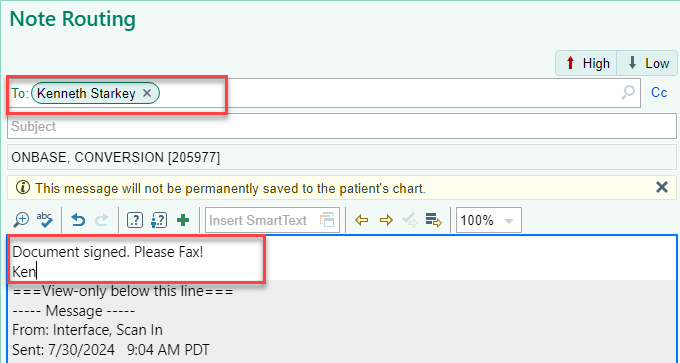 Note Routing
High Low
To: Kenneth Starkey × Cc
Subject
ONBASE, CONVERSION [205977]
This message will not be permanently saved to the patient's chart.
abc Insert SmartText 100%
Document signed. Please Fax!
Ken
===View-only below this line===
----- Message -----
From: Interface, Scan In
Sent: 7/30/2024 9:04 AM PDT